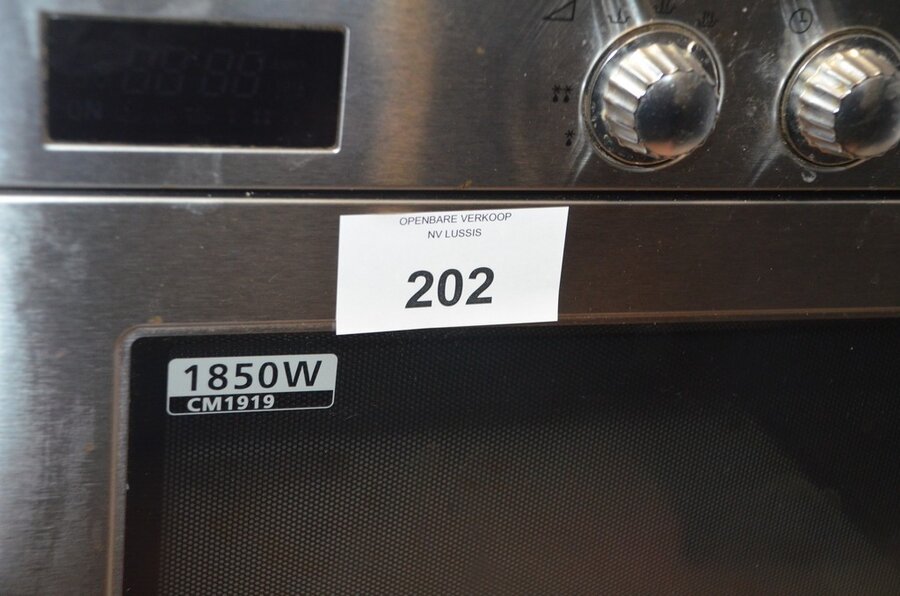 OPENBARE VERKOOP
NV LUSSIS
202
1850W
CM1919